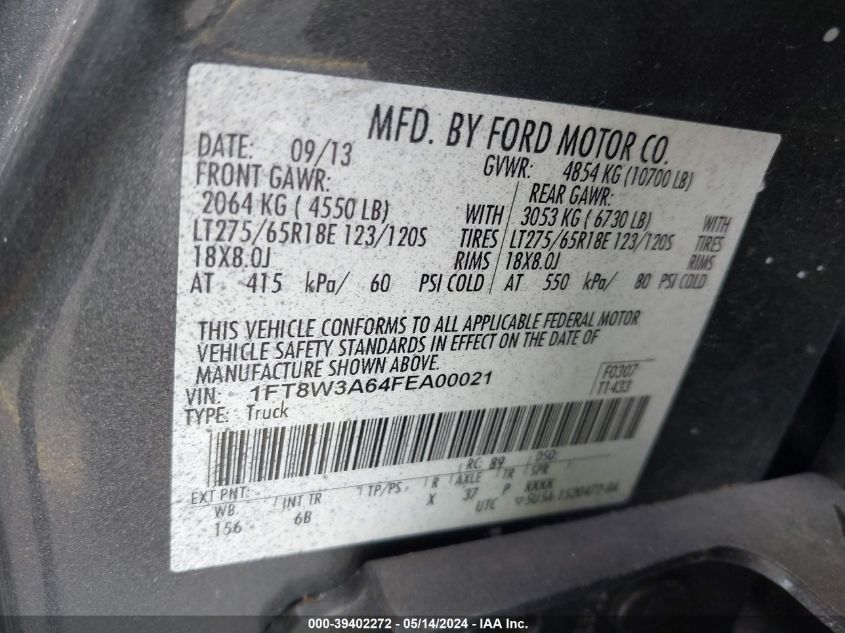 MFD. BY FORD MOTOR CO.
DATE: 09/13 GVWR: 4854 KG (10700 LB)
FRONT GAWR: REAR GAWR:
2064 KG ( 4550 LB) WITH 3053 KG ( 6730 LB) WITH
LT275/65R18E 123/120S TIRES LT275/65R18E 123/120S TIRES
18X8.0J RIMS 18X8.0J RIMS
AT 415 kPa/ 60 PSI COLD AT 550 kPa/ 80 PSI COLD
THIS VEHICLE CONFORMS TO ALL APPLICABLE FEDERAL MOTOR
VEHICLE SAFETY STANDARDS IN EFFECT ON THE DATE OF
MANUFACTURE SHOWN ABOVE.
VIN: 1FT8W3A64FEA00021 F0307
TYPE: Truck T1433
EXT PNT: RC: 89 DSO:
WB INT TR TP/PS R AXLE TR SPR
156 6B X 37 P XXXX
UTC
000-39402272 - 05/14/2024 - IAA Inc.